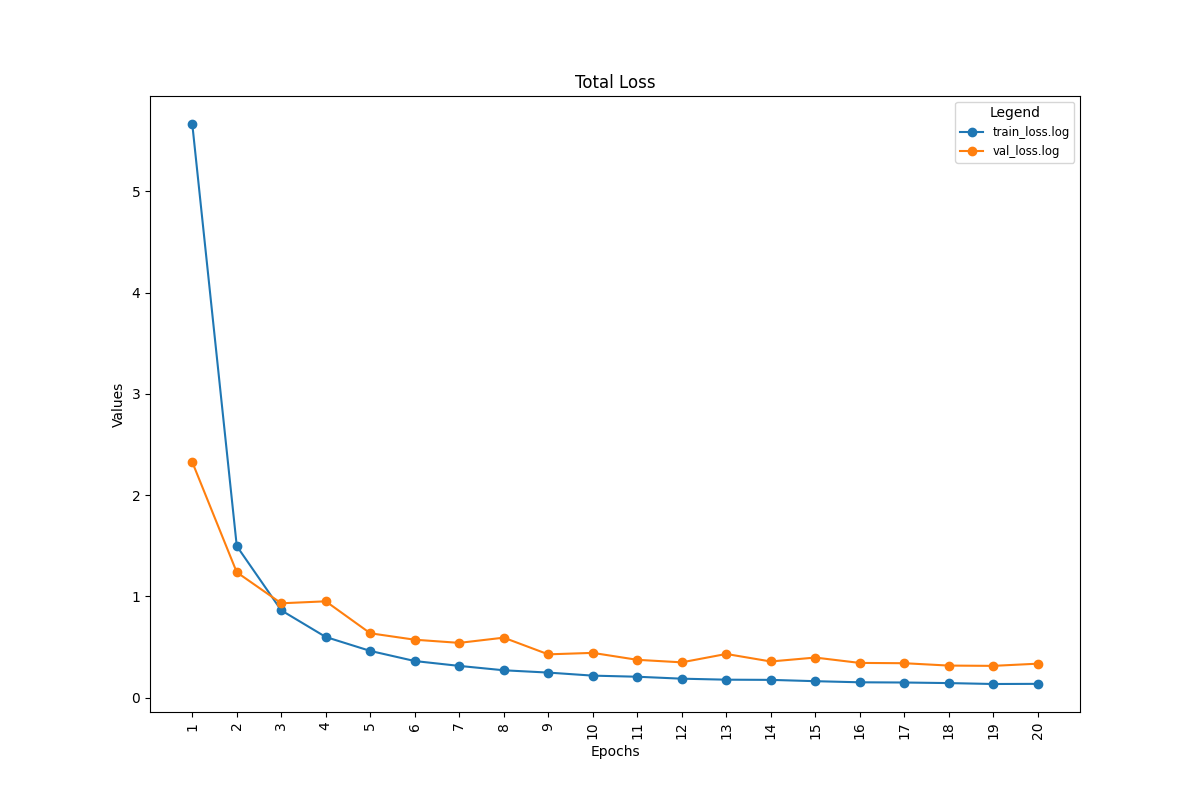 Total Loss
Legend
train_loss.log
val_loss.log
Values
5
4
3
2
1
0
1 2 3 4 5 6 7 8 9 10 11 12 13 14 15 16 17 18 19 20
Epochs